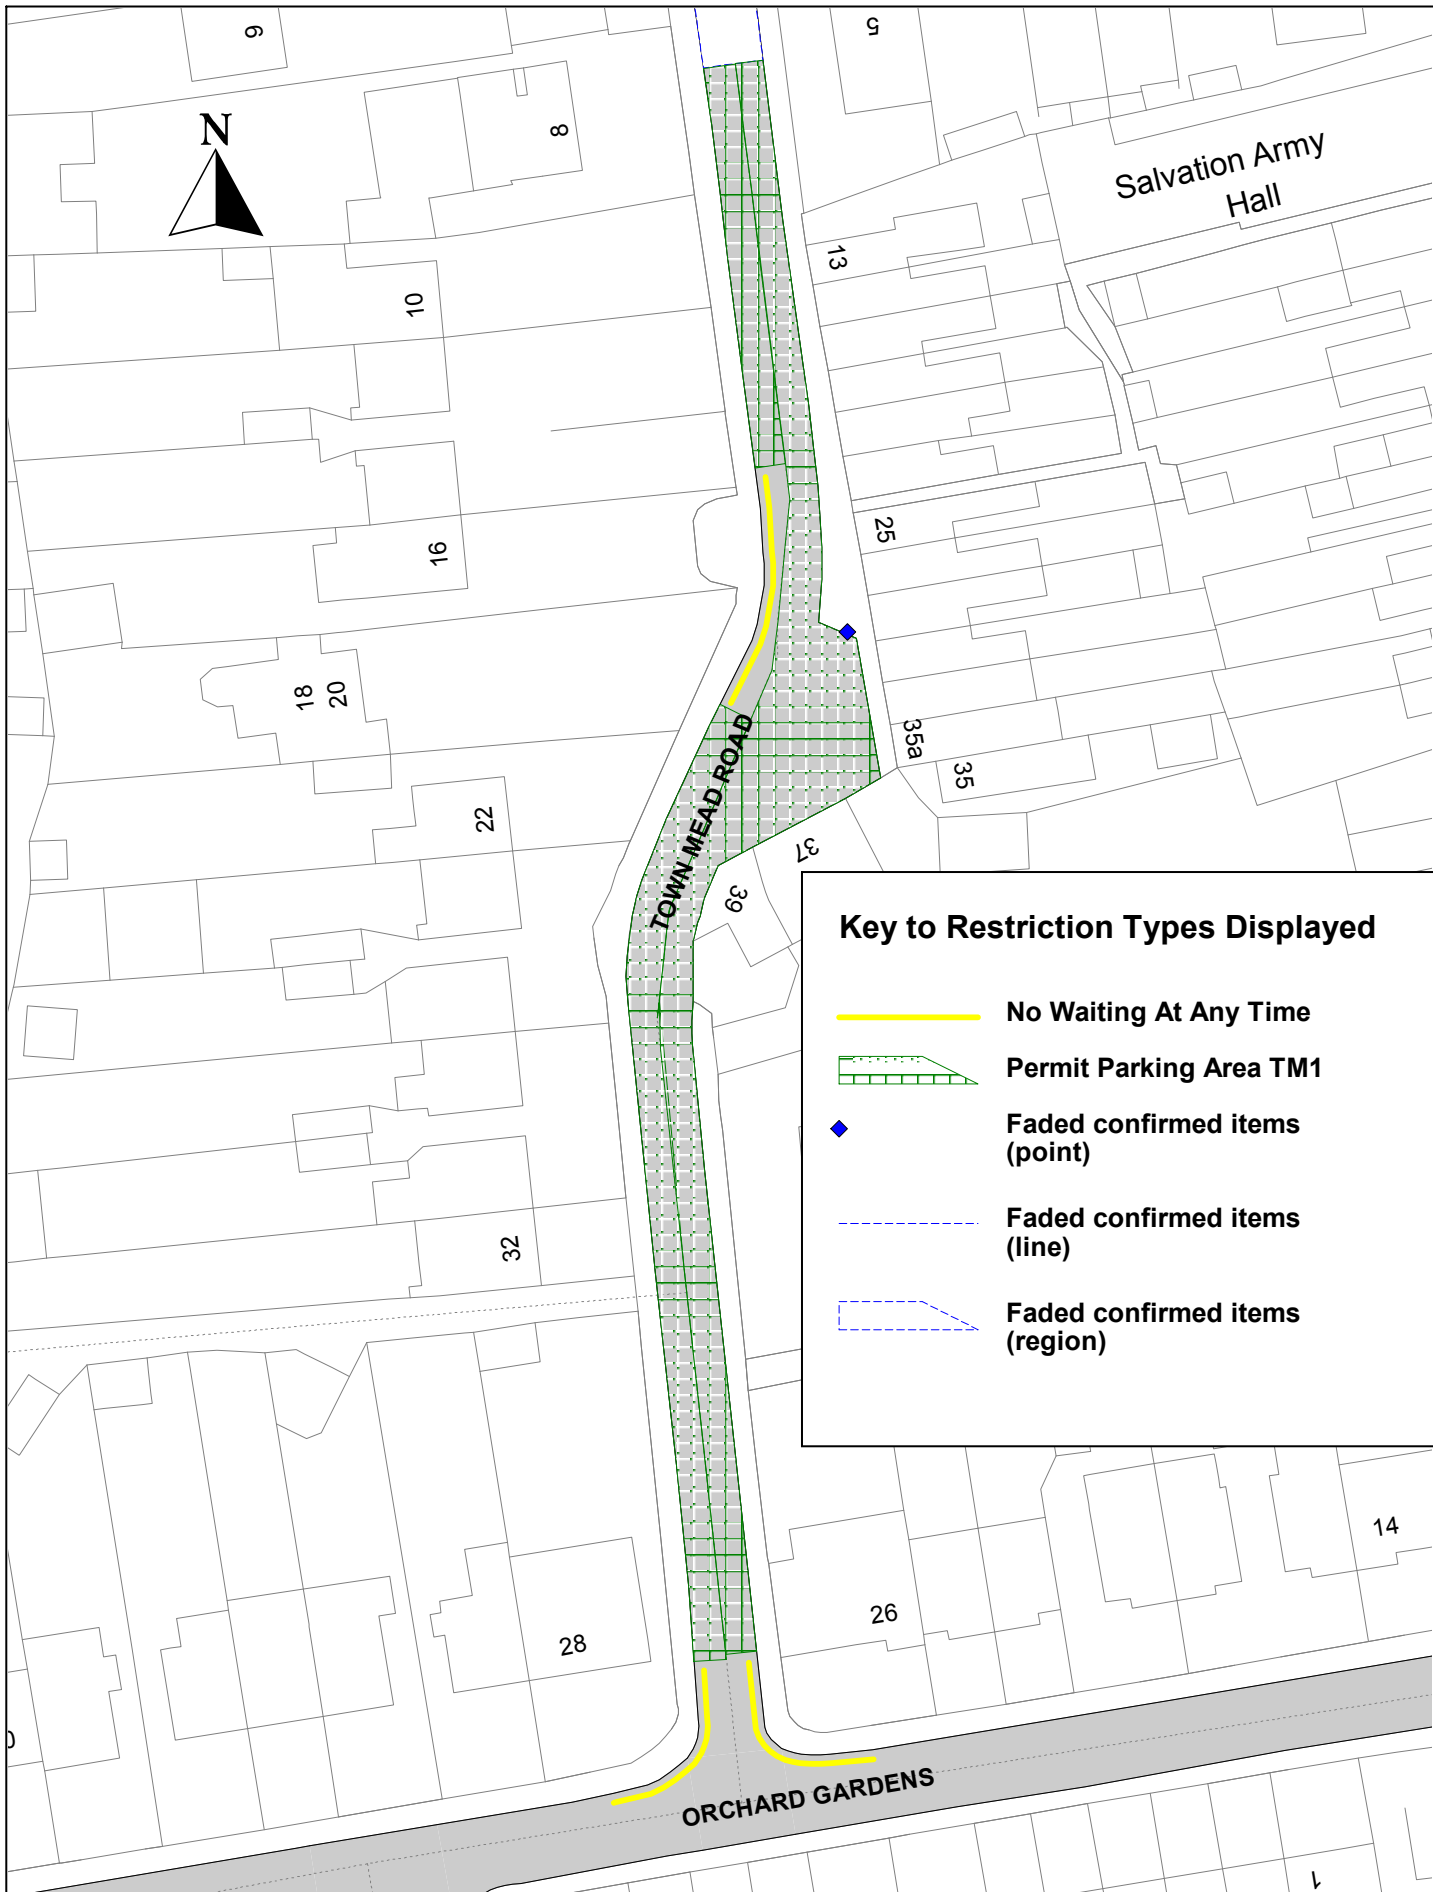 6
5
N
8
Salvation Army
Hall
13
10
25
16
18
20
35a
35
TOWN MEAD ROAD
22
37
39
Key to Restriction Types Displayed
No Waiting At Any Time
Permit Parking Area TM1
Faded confirmed items
(point)
Faded confirmed items
(line)
Faded confirmed items
(region)
32
14
26
28
ORCHARD GARDENS
1